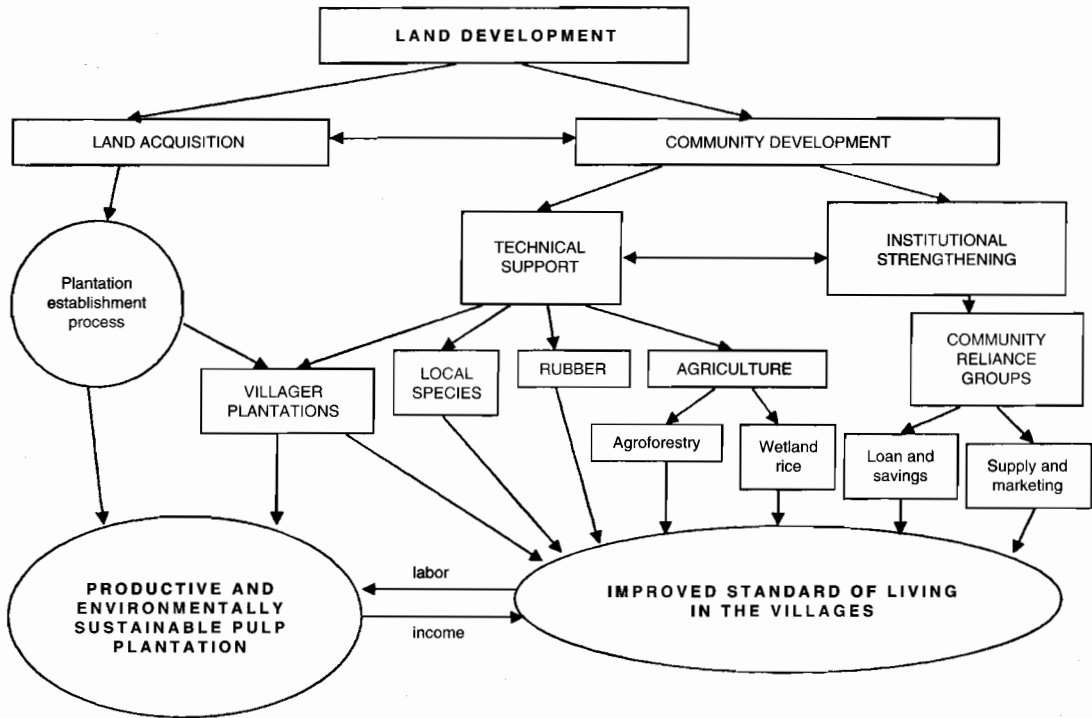 LAND DEVELOPMENT
LAND ACQUISITION
COMMUNITY DEVELOPMENT
TECHNICAL
SUPPORT
INSTITUTIONAL
STRENGTHENING
Plantation
establishment
process
VILLAGER
PLANTATIONS
LOCAL
SPECIES
RUBBER
AGRICULTURE
COMMUNITY
RELIANCE
GROUPS
Agroforestry
Wetland
rice
Loan and
savings
Supply and
marketing
PRODUCTIVE AND
ENVIRONMENTALLY
SUSTAINABLE PULP
PLANTATION
labor
income
IMPROVED STANDARD OF LIVING
IN THE VILLAGES